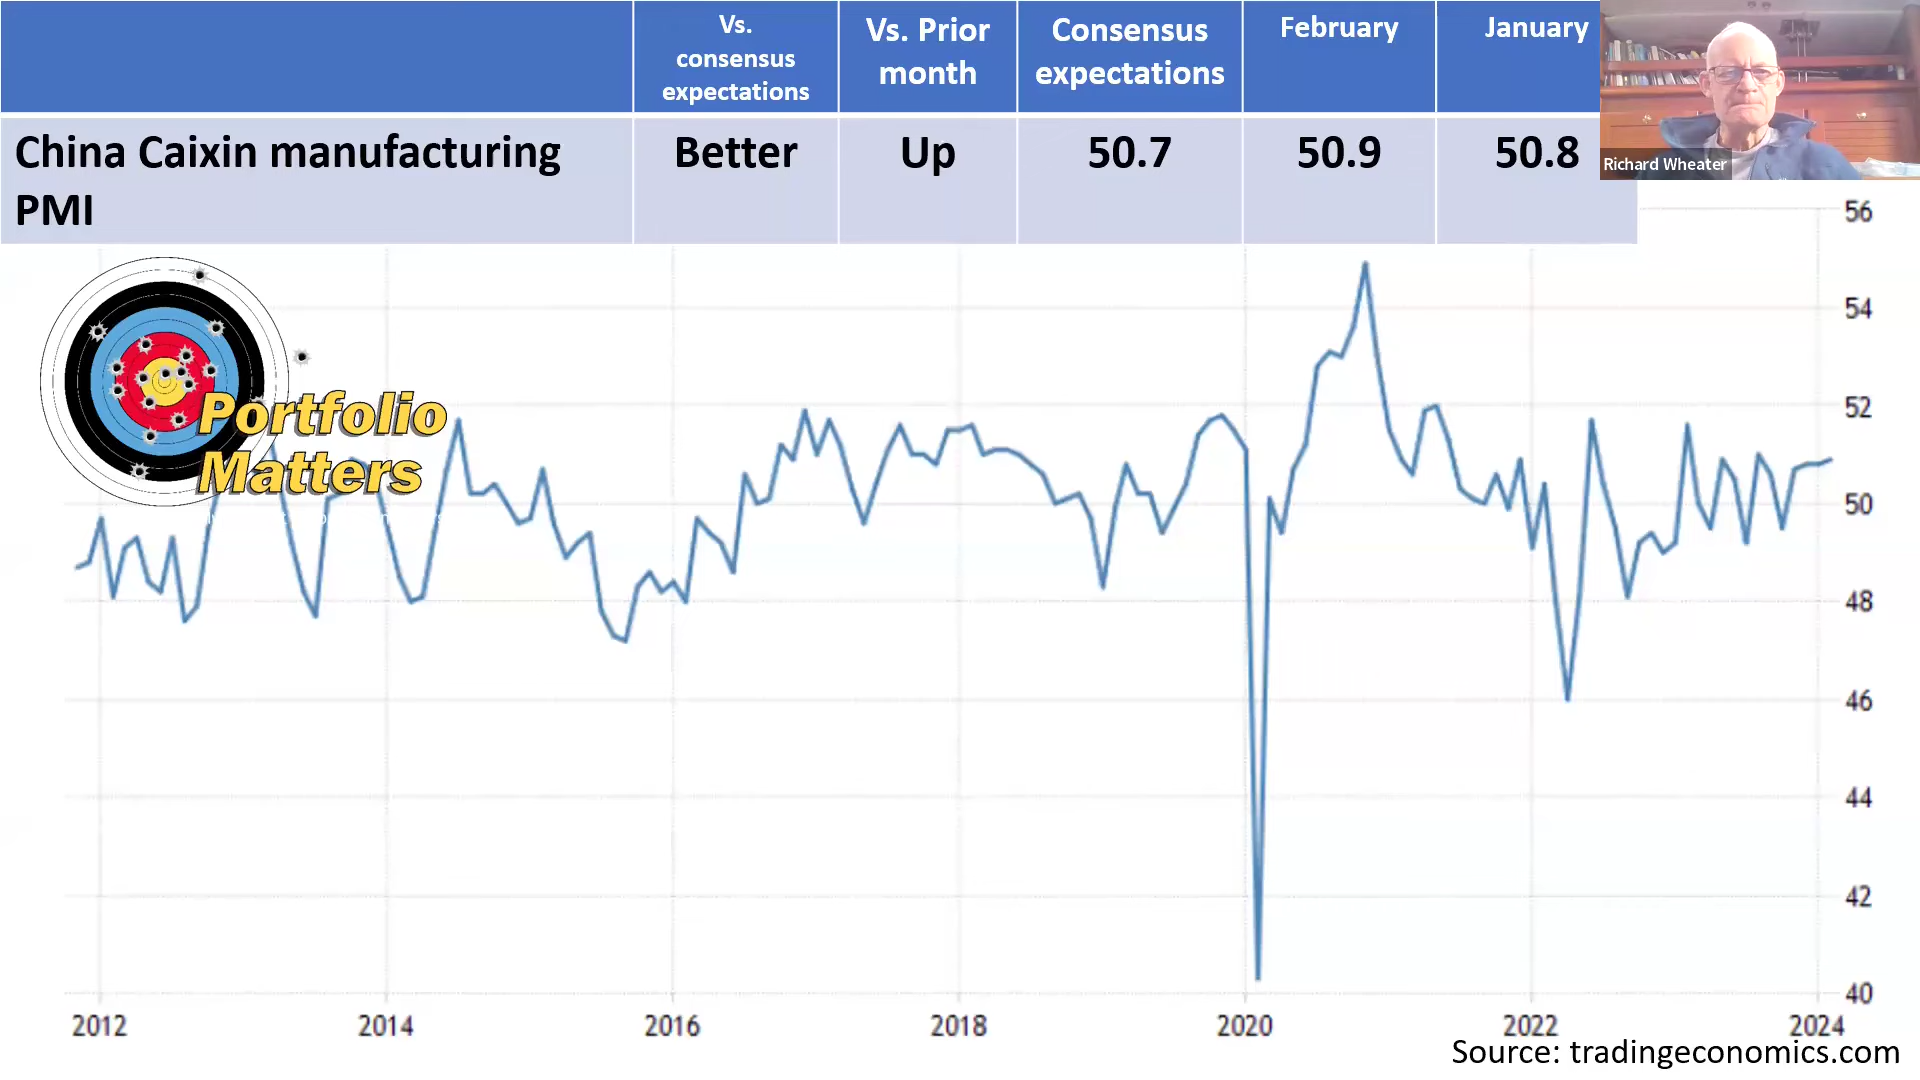 Vs.
consensus
expectations
Vs. Prior
month
Consensus
expectations
February
January
China Caixin manufacturing
PMI
Better
Up
50.7
50.9
50.8
Richard Wheater
Portfolio
Matters
56
54
52
50
48
46
44
42
40
2012
2014
2016
2018
2020
2022
2024
Source: tradingeconomics.com